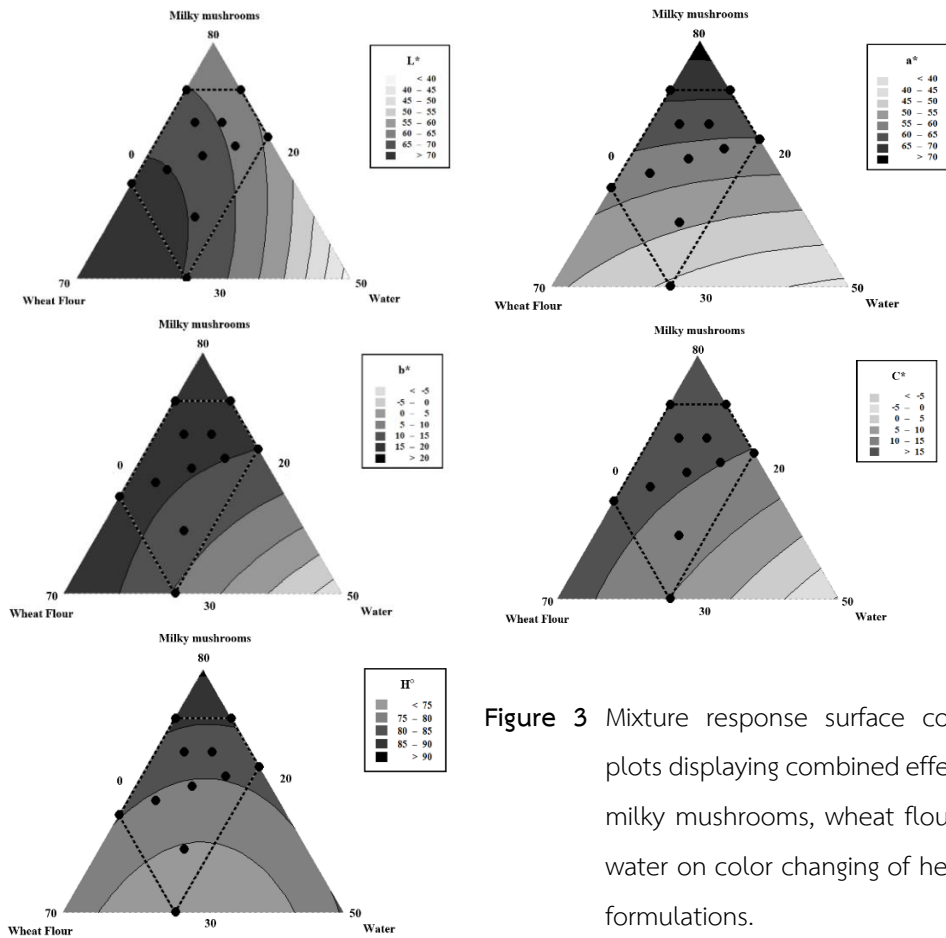 Milky mushrooms
80
0
20
70
30
50
Wheat Flour
Water
L*
< 40
40 – 45
45 – 50
50 – 55
55 – 60
60 – 65
65 – 70
> 70
Milky mushrooms
80
0
20
70
30
50
Wheat Flour
Water
a*
< 40
40 – 45
45 – 50
50 – 55
55 – 60
60 – 65
65 – 70
> 70
Milky mushrooms
80
0
20
70
30
50
Wheat Flour
Water
b*
< -5
-5 – 0
0 – 5
5 – 10
10 – 15
15 – 20
> 20
Milky mushrooms
80
0
20
70
30
50
Wheat Flour
Water
C*
< -5
-5 – 0
0 – 5
5 – 10
10 – 15
> 15
Milky mushrooms
80
0
20
70
30
50
Wheat Flour
Water
H°
< 75
75 – 80
80 – 85
85 – 90
> 90
Figure 3 Mixture response surface co
plots displaying combined effe
milky mushrooms, wheat flou
water on color changing of he
formulations.